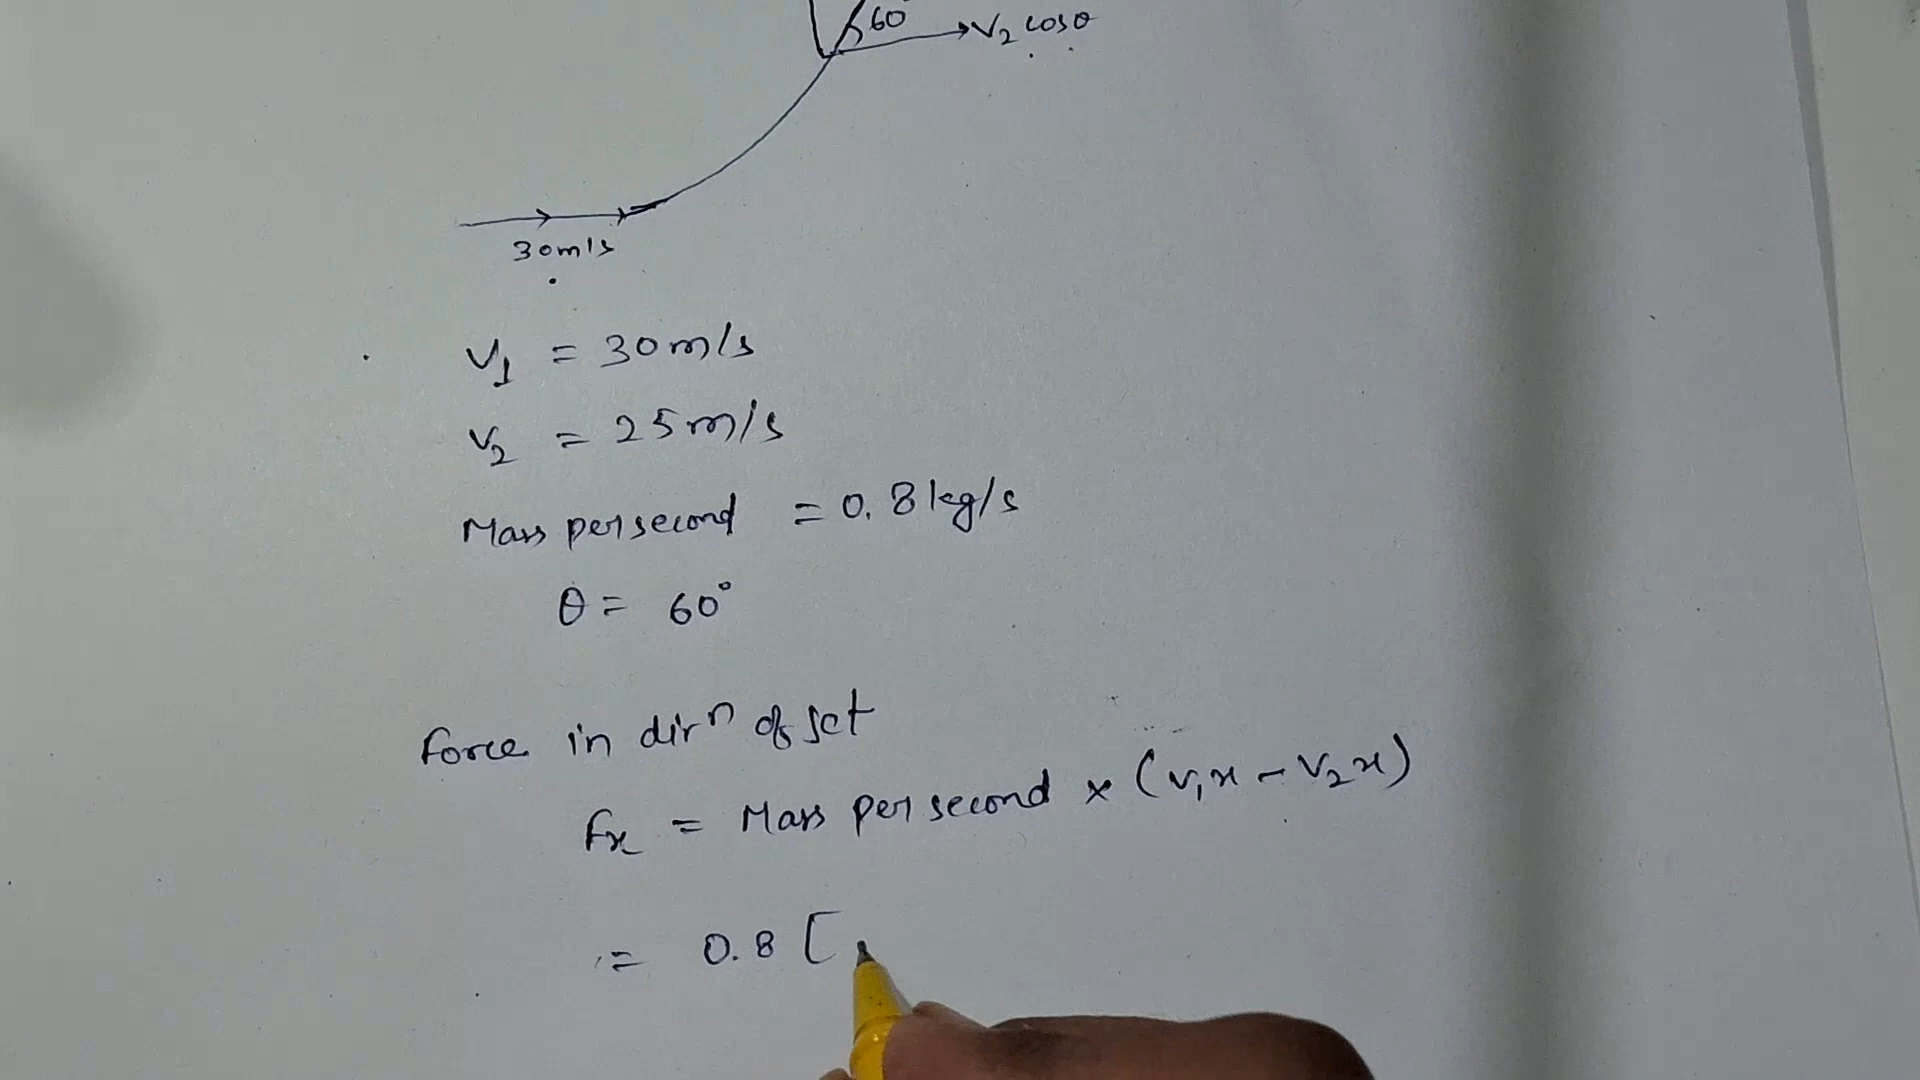 60
V₂ cosθ
30m/s
V₁ = 30m/s
V₂ = 25m/s
Mass per second = 0.8 kg/s
θ = 60°
Force in dirⁿ of Jet
Fx = Mass per second × (V₁x - V₂x)
= 0.8 [